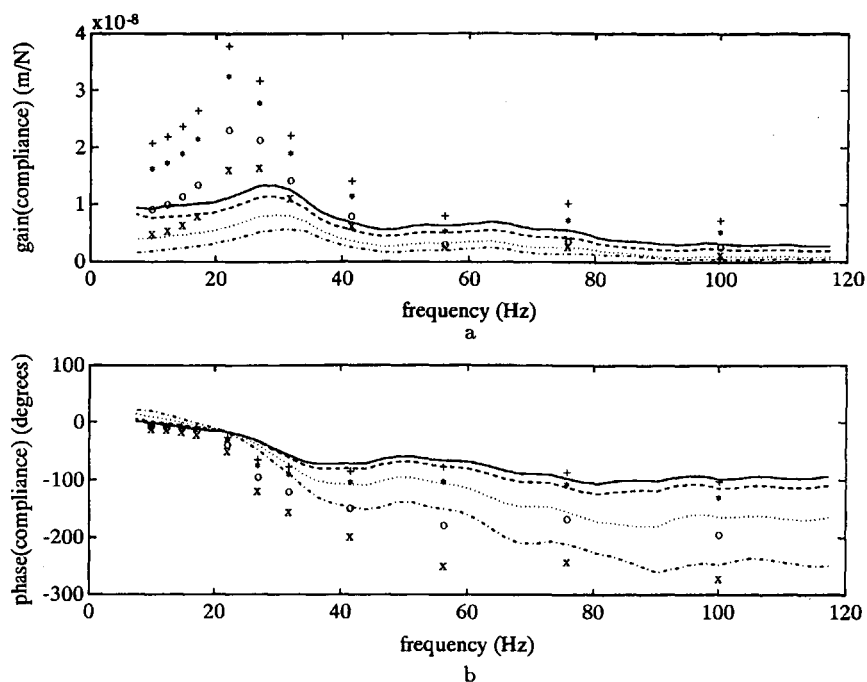 x10⁻⁸
4
3
2
1
0
gain(compliance) (m/N)
0 20 40 60 80 100 120
frequency (Hz)
a
100
0
-100
-200
-300
phase(compliance) (degrees)
0 20 40 60 80 100 120
frequency (Hz)
b